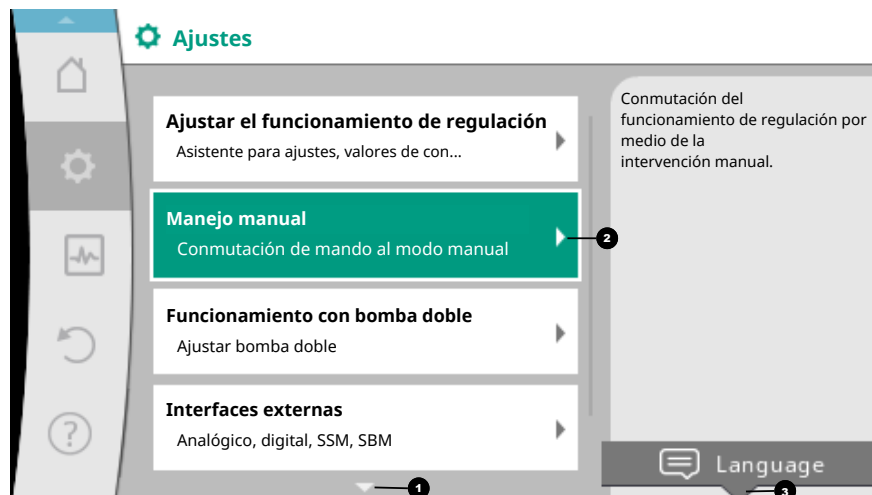 Ajustes
Ajustar el funcionamiento de regulación
Asistente para ajustes, valores de con...
Manejo manual
Conmutación de mando al modo manual
Funcionamiento con bomba doble
Ajustar bomba doble
Interfaces externas
Analógico, digital, SSM, SBM
Conmutación del
funcionamiento de regulación por
medio de la
intervención manual.
2
?
Language
1
3